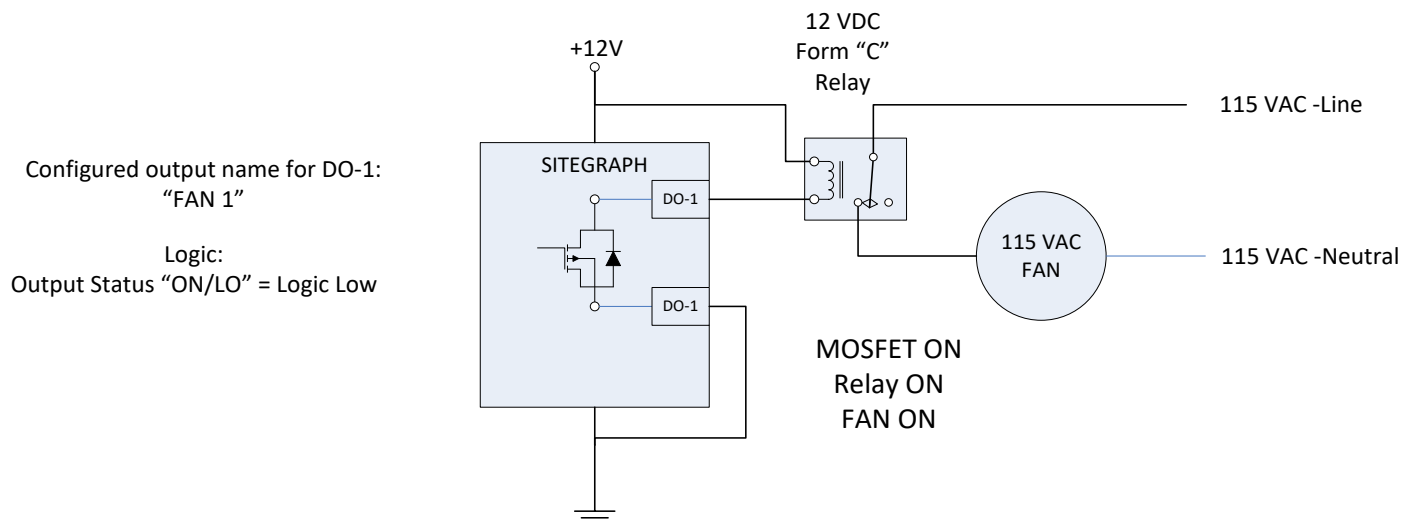 12 VDC
Form “C”
Relay
+12V
115 VAC -Line
Configured output name for DO-1:
“FAN 1”
Logic:
Output Status “ON/LO” = Logic Low
SITEGRAPH
DO-1
DO-1
115 VAC
FAN
115 VAC -Neutral
MOSFET ON
Relay ON
FAN ON